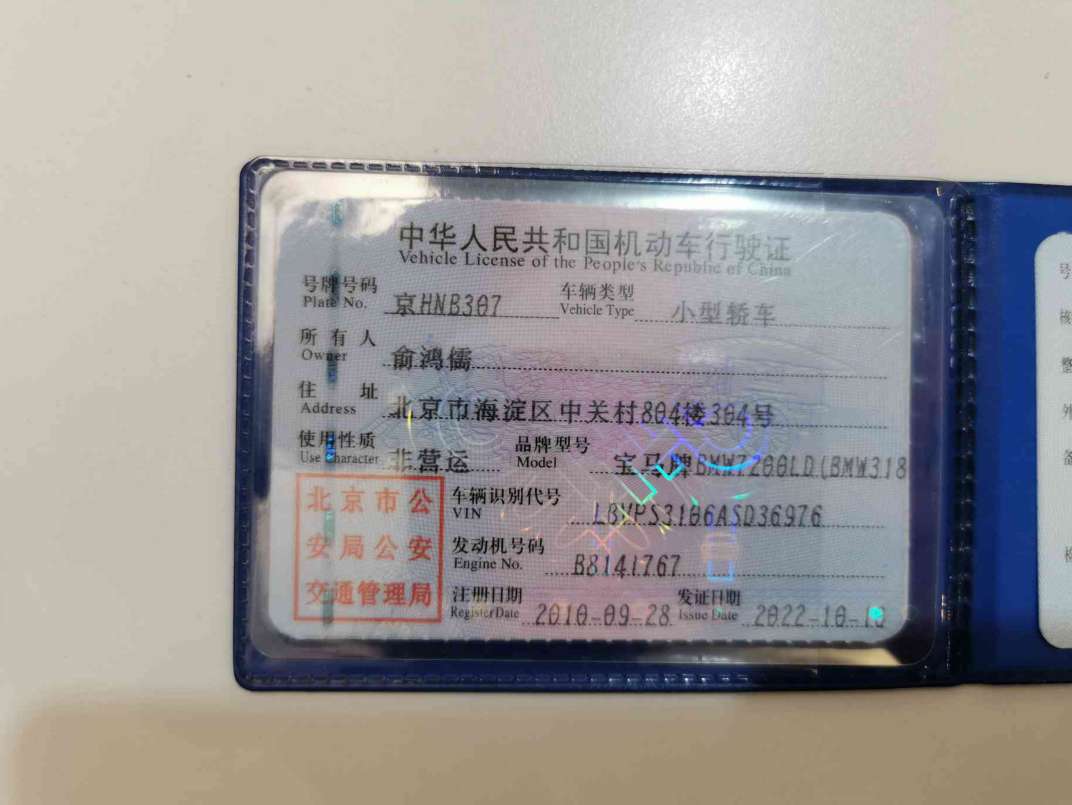 中华人民共和国机动车行驶证
Vehicle License of the People's Republic of China
号牌号码 京HNB307 车辆类型 小型轿车
Plate No. Vehicle Type
所有人 俞鸿儒
Owner
住址 北京市海淀区中关村804楼304号
Address
使用性质 非营运 品牌型号 宝马牌BMW7200LD(BMW318
Use Character Model
北京市公
安局公安
交通管理局
车辆识别代号 LBVPS3106ASD36976
VIN
发动机号码 B8141767
Engine No.
注册日期 2010-09-28 发证日期 2022-10-10
Register Date Issue Date
号
核
整
外
备
检